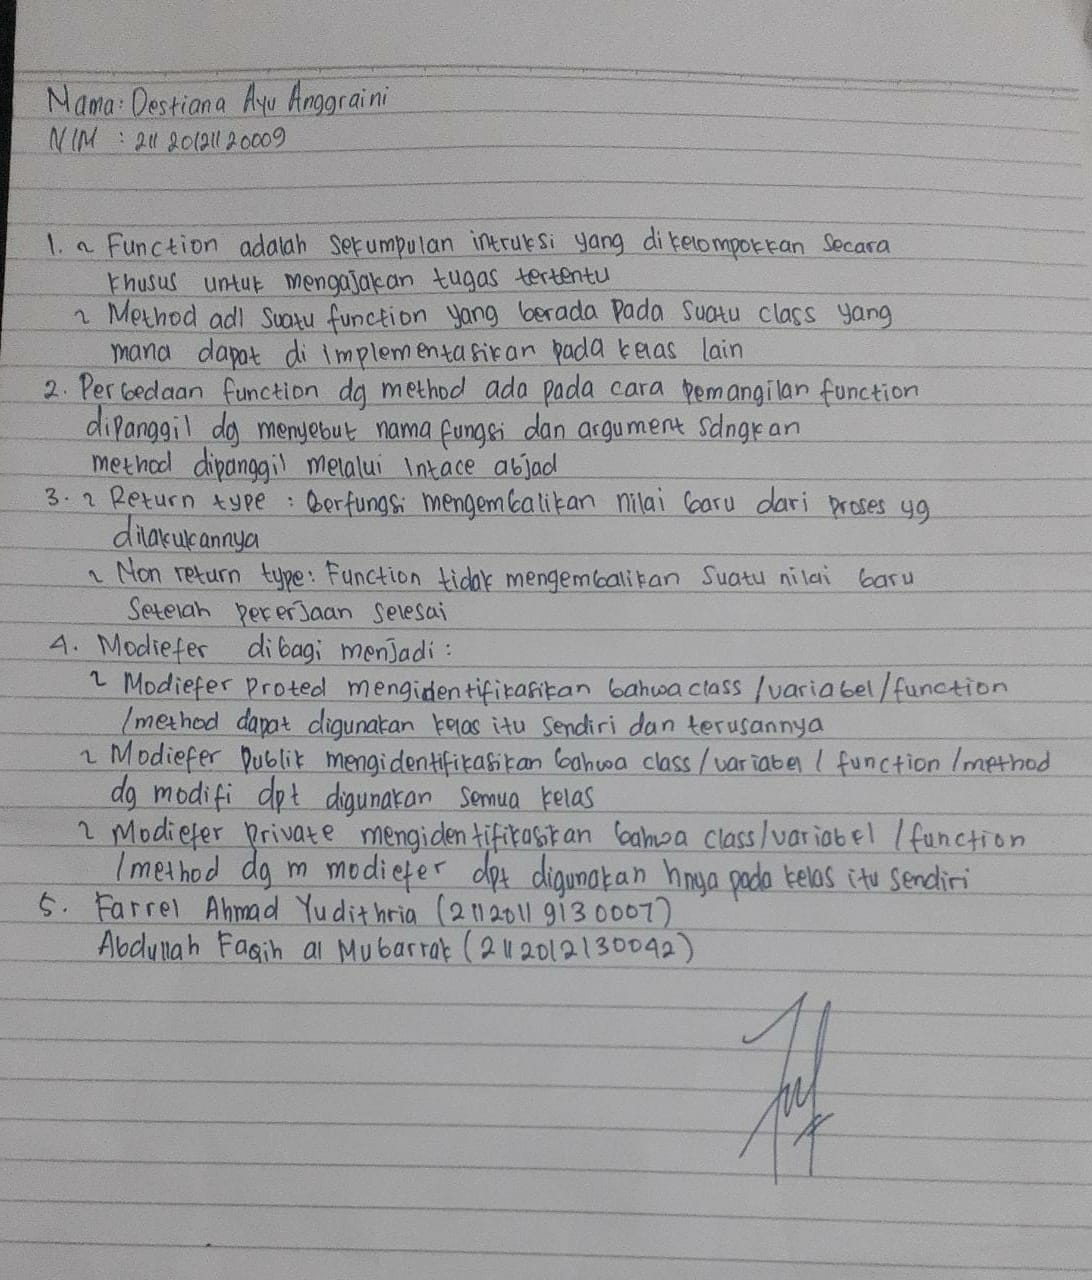 Nama: Destiana Ayu Anggraini
NIM : 21120121120009
1. ~ Function adalah sekumpulan intruksi yang dikelompokkan secara
khusus untuk mengajakan tugas tertentu
~ Method adl suatu function yang berada pada suatu class yang
mana dapat di implementasikan pada kelas lain
2. Perbedaan function dg method ada pada cara pemangilan function
dipanggil dg menyebut nama fungsi dan argument sdngkan
method dipanggil melalui intace abjad
3. ~ Return type : berfungsi mengembalikan nilai baru dari proses yg
dilakukannya
~ Non return type: Function tidak mengembalikan suatu nilai baru
setelah pekerjaan selesai
4. Modiefer dibagi menjadi :
~ Modiefer proted mengidentifikasikan bahwa class /variabel/function
/method dapat digunakan kelas itu sendiri dan terusannya
~ Modiefer publik mengidentifikasikan bahwa class/variabel / function /method
dg modifi dpt digunakan semua kelas
~ Modiefer private mengidentifikasikan bahwa class/variabel /function
/method dg m modiefer dpt digunakan hnya pada kelas itu sendiri
5. Farrel Ahmad Yudithria (21120119130007)
Abdullah Faqih al Mubarrak (2112012130042)